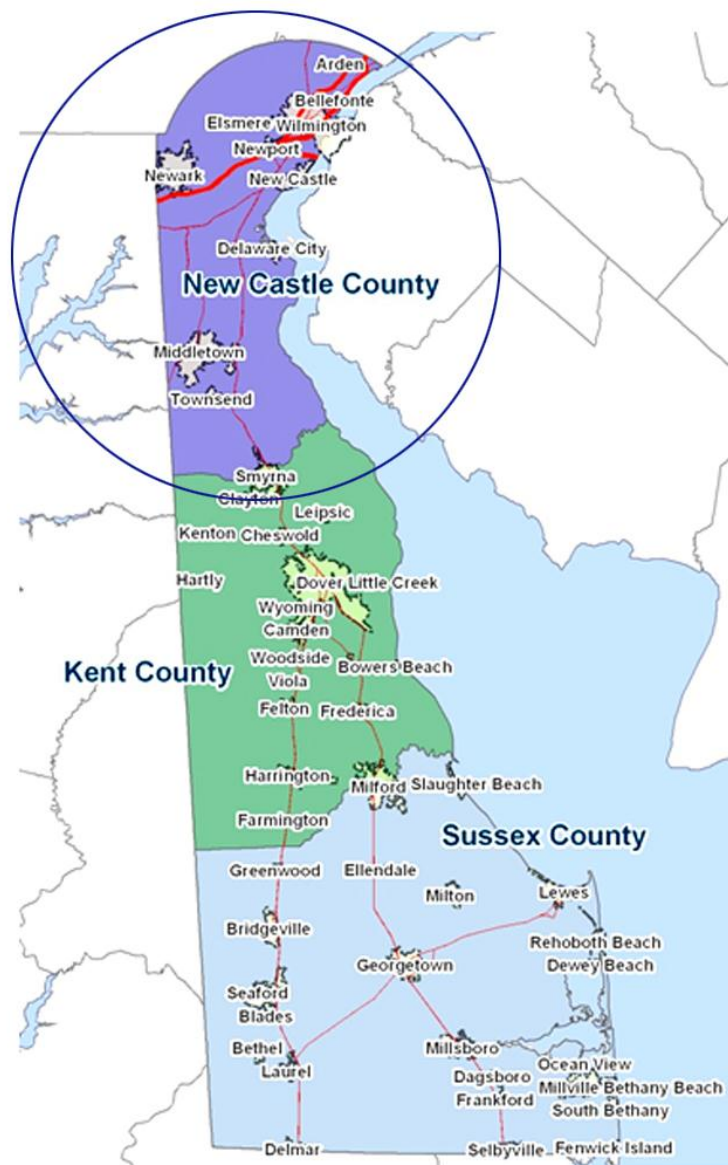 Arden
Bellefonte
Elsmere
Wilmington
Newport
Newark
New Castle
Delaware City
New Castle County
Middletown
Townsend
Smyrna
Clayton
Leipsic
Kenton
Cheswold
Hartly
Dover
Little Creek
Wyoming
Camden
Woodside
Bowers Beach
Kent County
Viola
Felton
Frederica
Harrington
Milford
Slaughter Beach
Farmington
Sussex County
Greenwood
Ellendale
Milton
Lewes
Bridgeville
Rehoboth Beach
Georgetown
Dewey Beach
Seaford
Blades
Bethel
Millsboro
Laurel
Ocean View
Dagsboro
Millville
Bethany Beach
Frankford
South Bethany
Delmar
Selbyville
Fenwick Island